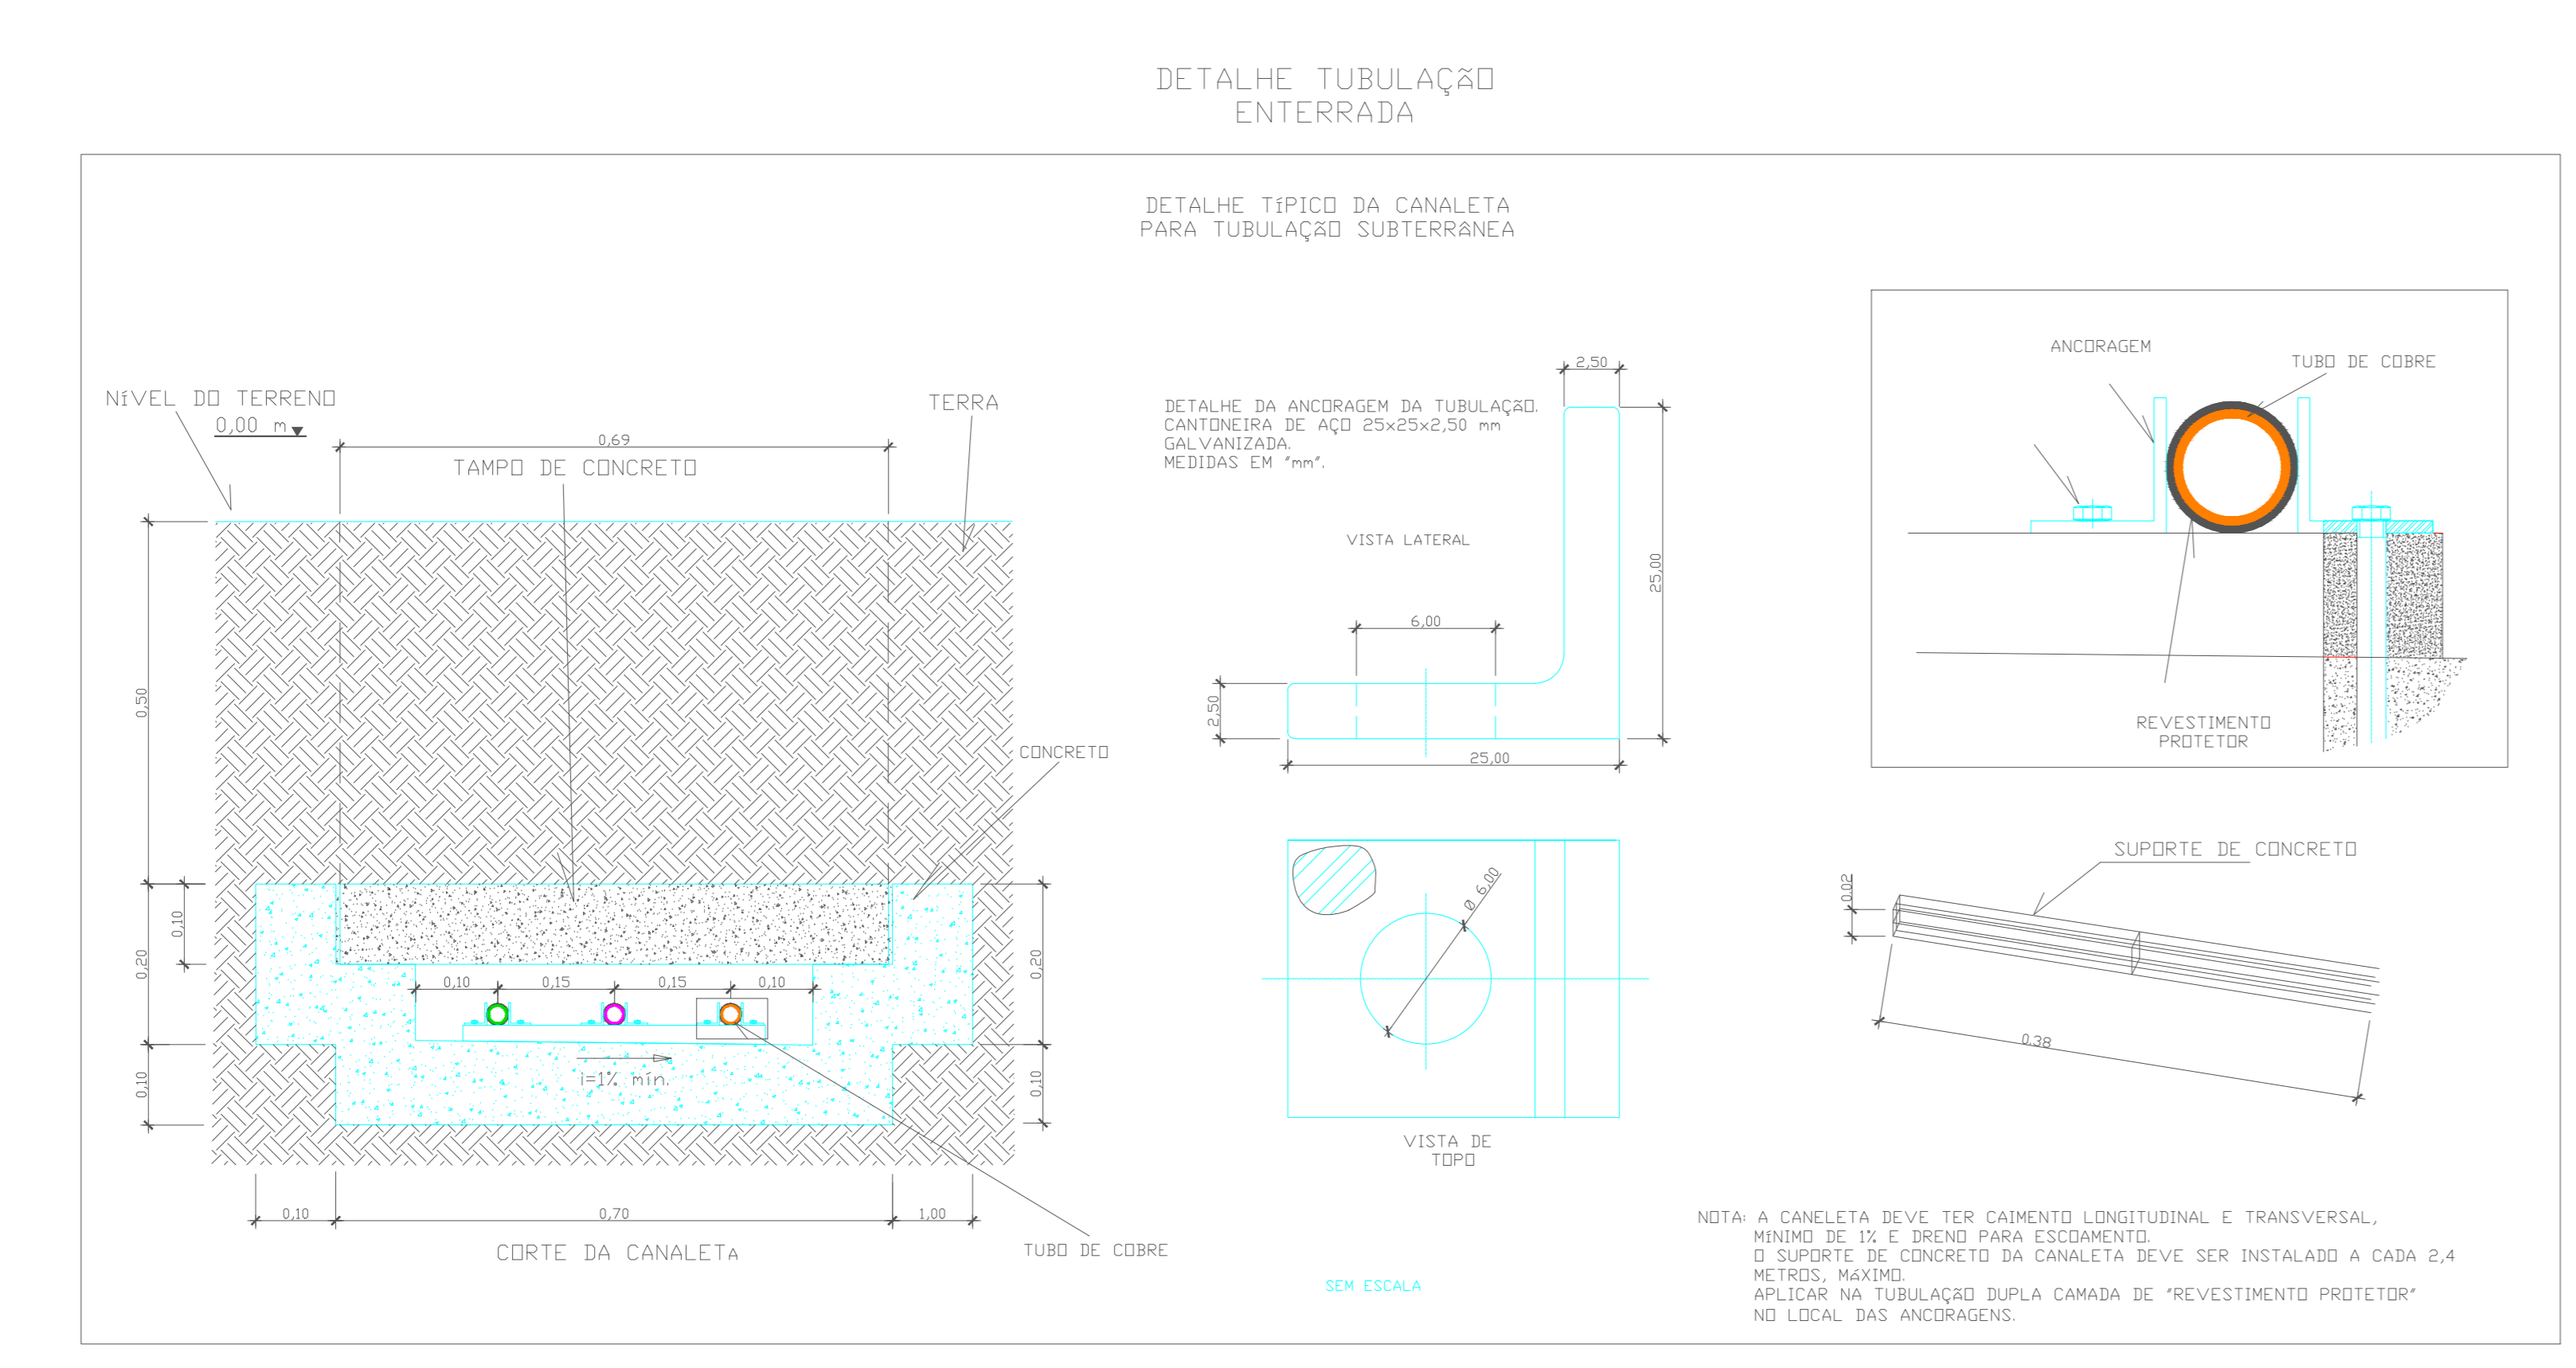 DETALHE TUBULAÇÃO
ENTERRADA
DETALHE TíPICO DA CANALETA
PARA TUBULAÇÃO SUBTERRÂNEA
NíVEL DO TERRENO
0,00 m
TERRA
0,69
TAMPO DE CONCRETO
0,50
CONCRETO
0,10
0,20
0,10
0,20
0,10
0,10
0,15
0,15
0,10
i=1% mín.
0,10
0,70
1,00
CORTE DA CANALETA
TUBO DE COBRE
DETALHE DA ANCORAGEM DA TUBULAÇÃO.
CANTONEIRA DE AÇO 25x25x2,50 mm
GALVANIZADA.
MEDIDAS EM "mm".
VISTA LATERAL
2,50
25,00
6,00
2,50
25,00
Ø 6,00
VISTA DE
TOPO
SEM ESCALA
ANCORAGEM
TUBO DE COBRE
REVESTIMENTO
PROTETOR
SUPORTE DE CONCRETO
0.02
0.38
NOTA: A CANELETA DEVE TER CAIMENTO LONGITUDINAL E TRANSVERSAL,
MíNIMO DE 1% E DRENO PARA ESCOAMENTO.
O SUPORTE DE CONCRETO DA CANALETA DEVE SER INSTALADO A CADA 2,4
METROS, MáXIMO.
APLICAR NA TUBULAÇÃO DUPLA CAMADA DE "REVESTIMENTO PROTETOR"
NO LOCAL DAS ANCORAGENS.